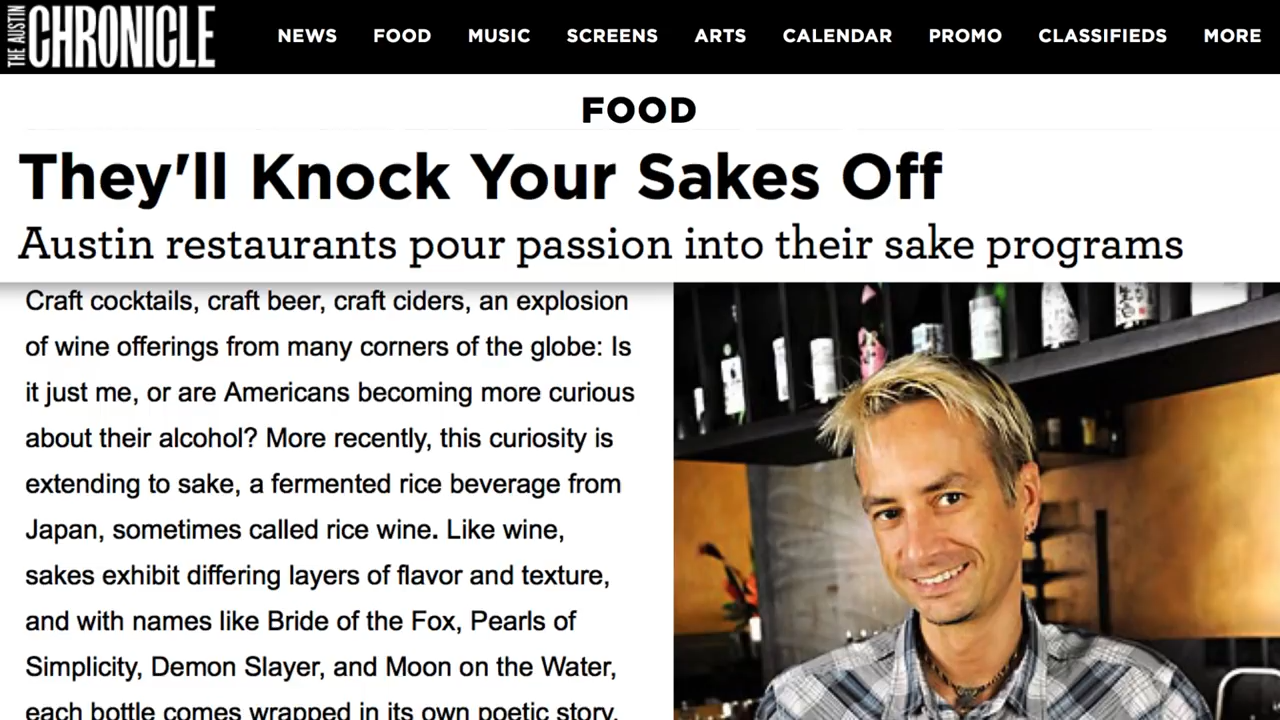 THE AUSTIN CHRONICLE
NEWS FOOD MUSIC SCREENS ARTS CALENDAR PROMO CLASSIFIEDS MORE
FOOD
They'll Knock Your Sakes Off
Austin restaurants pour passion into their sake programs
Craft cocktails, craft beer, craft ciders, an explosion
of wine offerings from many corners of the globe: Is
it just me, or are Americans becoming more curious
about their alcohol? More recently, this curiosity is
extending to sake, a fermented rice beverage from
Japan, sometimes called rice wine. Like wine,
sakes exhibit differing layers of flavor and texture,
and with names like Bride of the Fox, Pearls of
Simplicity, Demon Slayer, and Moon on the Water,
each bottle comes wrapped in its own poetic story.